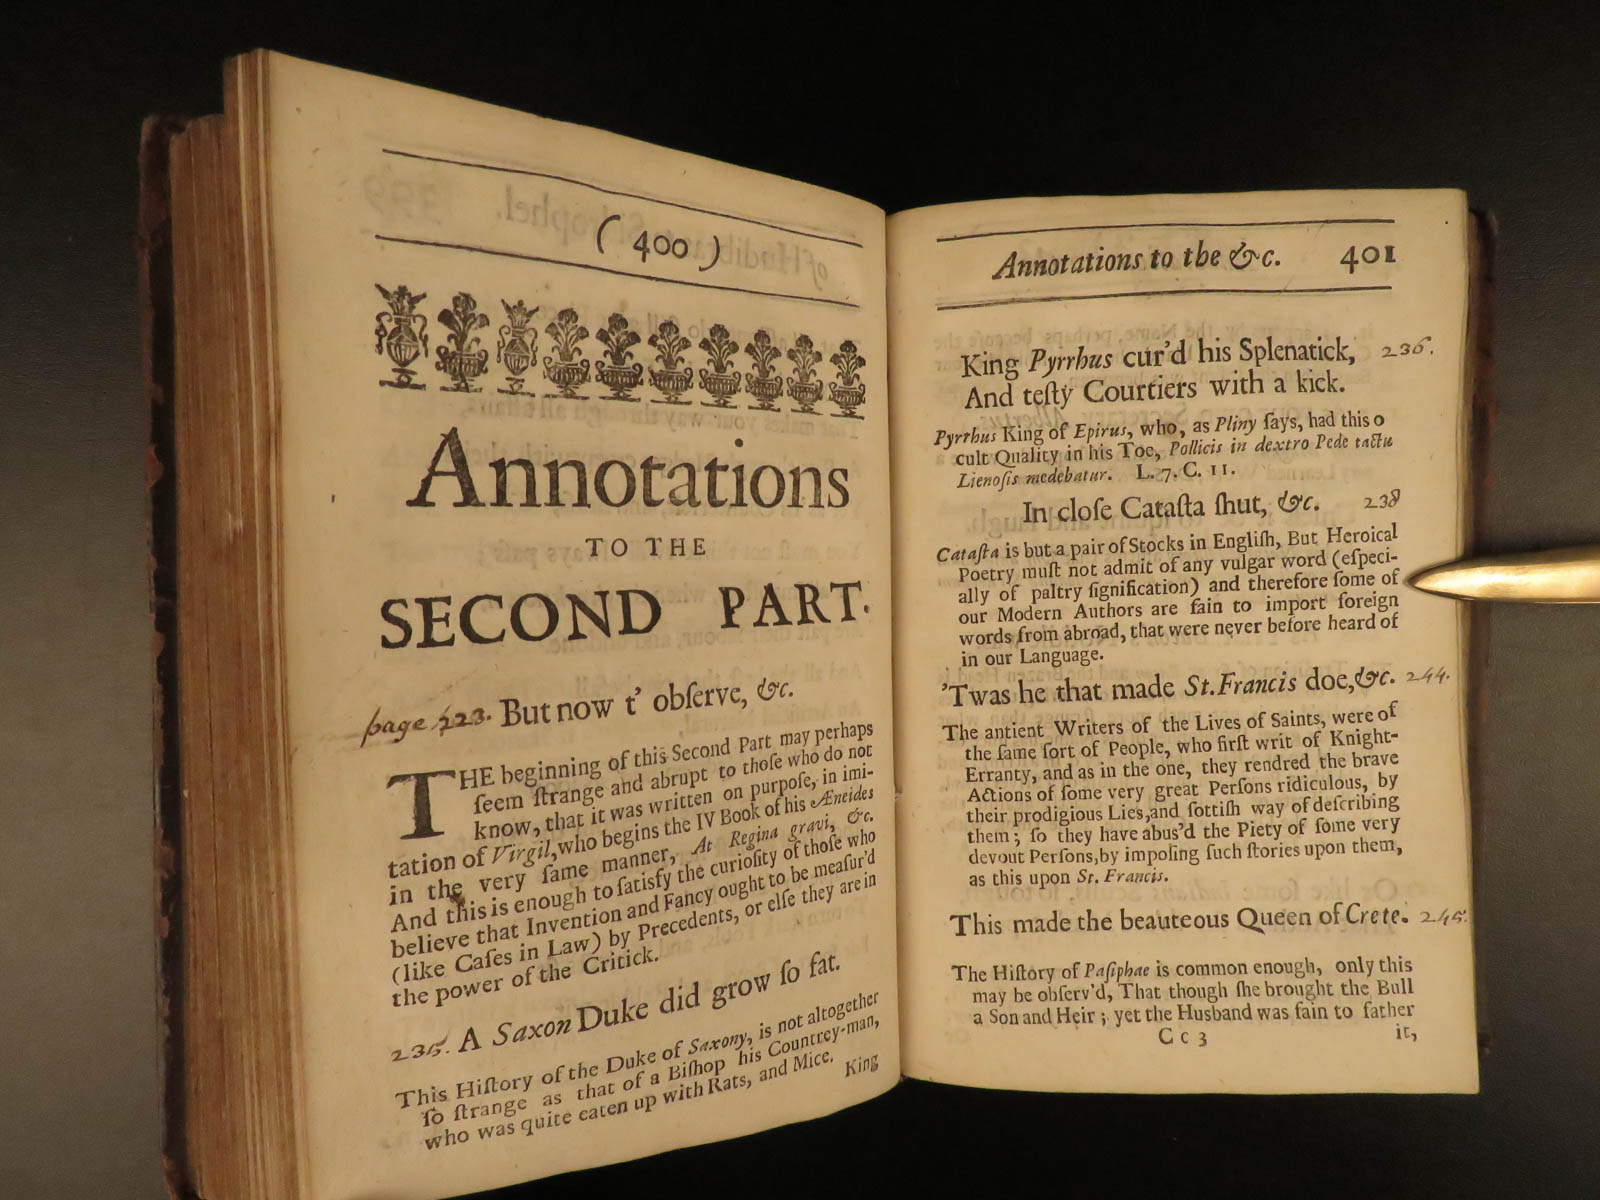 ( 400 )
Annotations
TO THE
SECOND PART.
page 223. But now t' obſerve, &c.
THE beginning of this Second Part may perhaps
ſeem ſtrange and abrupt to thoſe who do not
know, that it was written on purpoſe, in imi-
tation of Virgil, who begins the IV Book of his Æneides
in the very ſame manner, At Regina gravi, &c.
And this is enough to ſatisfy the curioſity of thoſe who
believe that Invention and Fancy ought to be meaſur'd
(like Caſes in Law) by Precedents, or elſe they are in
the power of the Critick.
235. A Saxon Duke did grow ſo fat.
This Hiſtory of the Duke of Saxony, is not altogether
ſo ſtrange as that of a Biſhop his Countrey-man,
who was quite eaten up with Rats, and Mice.
King
Annotations to the &c. 401
King Pyrrhus cur'd his Splenatick, 236.
And teſty Courtiers with a kick.
Pyrrhus King of Epirus, who, as Pliny ſays, had this o
cult Quality in his Toe, Pollicis in dextro Pede tactu
Lienoſis medebatur. L. 7. C. 11.
In cloſe Cataſta ſhut, &c. 238
Cataſta is but a pair of Stocks in Engliſh, But Heroical
Poetry muſt not admit of any vulgar word (eſpeci-
ally of paltry ſignification) and therefore ſome of
our Modern Authors are fain to import foreign
words from abroad, that were never before heard of
in our Language.
'Twas he that made St. Francis doe, &c. 244.
The antient Writers of the Lives of Saints, were of
the ſame ſort of People, who firſt writ of Knight-
Errantry, and as in the one, they rendred the brave
Actions of ſome very great Perſons ridiculous, by
their prodigious Lies, and ſottiſh way of deſcribing
them; ſo they have abus'd the Piety of ſome very
devout Perſons, by impoſing ſuch ſtories upon them,
as this upon St. Francis.
This made the beauteous Queen of Crete. 245.
The Hiſtory of Paſiphae is common enough, only this
may be obſerv'd, That though ſhe brought the Bull
a Son and Heir; yet the Husband was fain to father
Cc3 it,